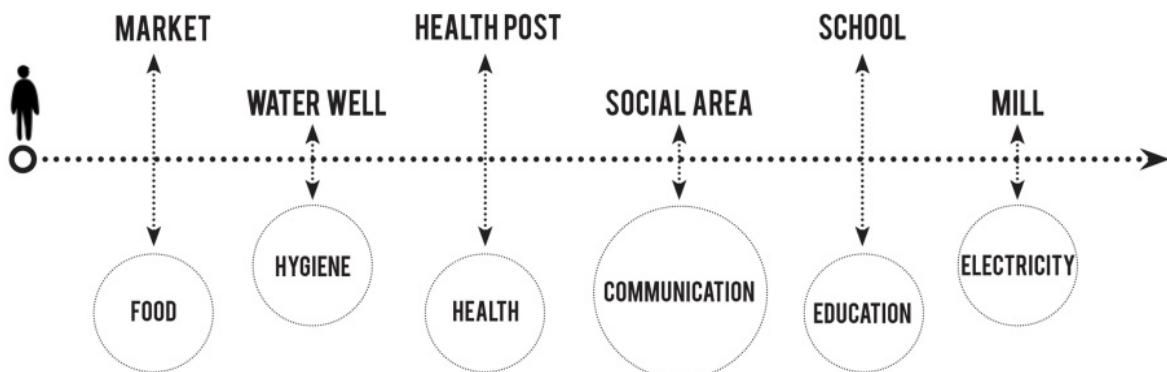 MARKET
HEALTH POST
SCHOOL
WATER WELL
SOCIAL AREA
MILL
HYGIENE
ELECTRICITY
COMMUNICATION
FOOD
HEALTH
EDUCATION